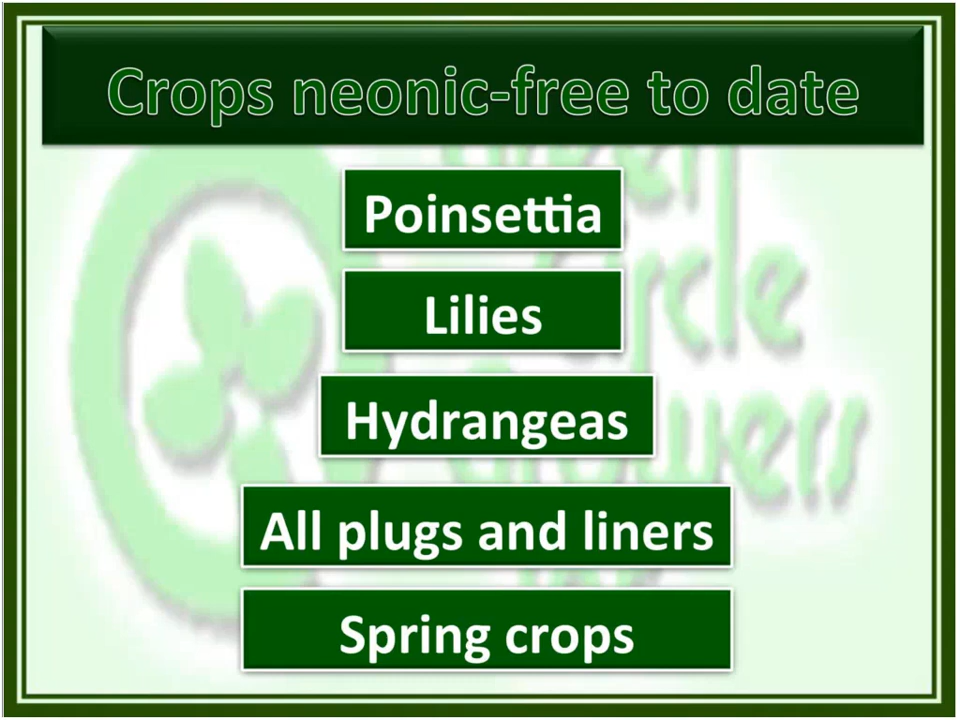 Crops neonic-free to date
Poinsettia
Lilies
Hydrangeas
All plugs and liners
Spring crops